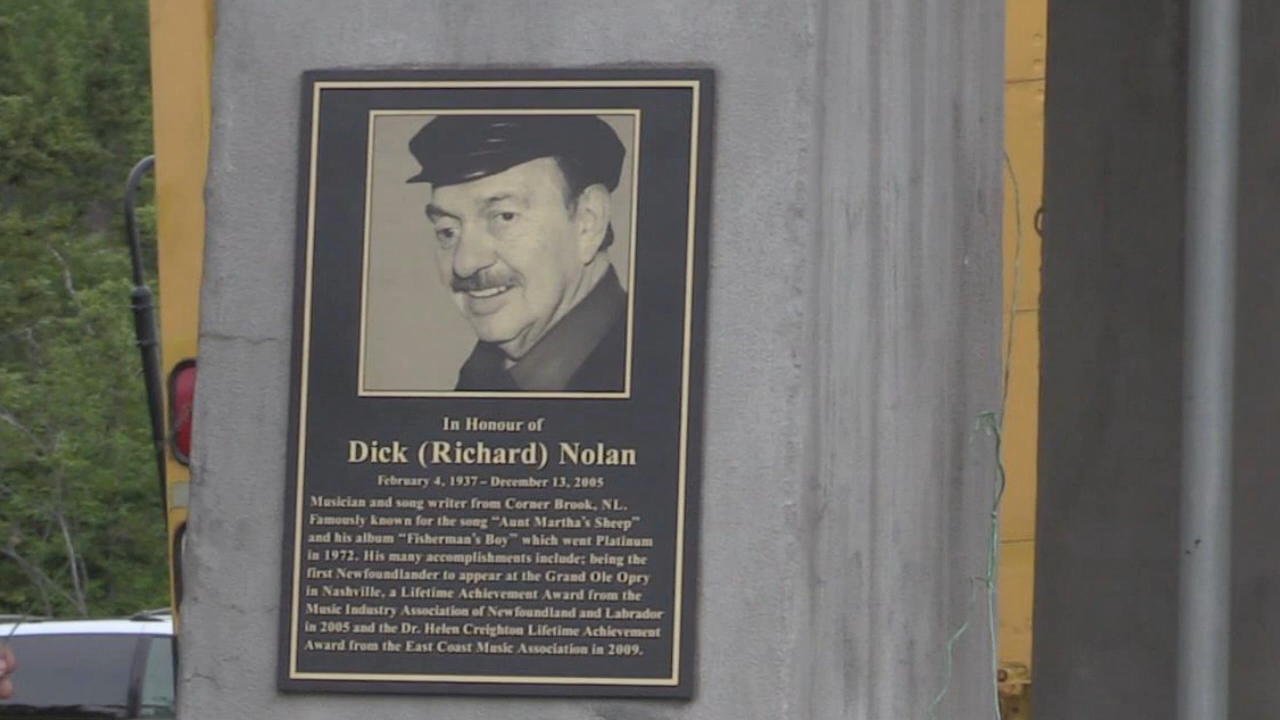 In Honour of
Dick (Richard) Nolan
February 4, 1937 – December 13, 2005
Musician and song writer from Corner Brook, NL.
Famously known for the song “Aunt Martha’s Sheep”
and his album “Fisherman’s Boy” which went Platinum
in 1972. His many accomplishments include; being the
first Newfoundlander to appear at the Grand Ole Opry
in Nashville, a Lifetime Achievement Award from the
Music Industry Association of Newfoundland and Labrador
in 2005 and the Dr. Helen Creighton Lifetime Achievement
Award from the East Coast Music Association in 2009.